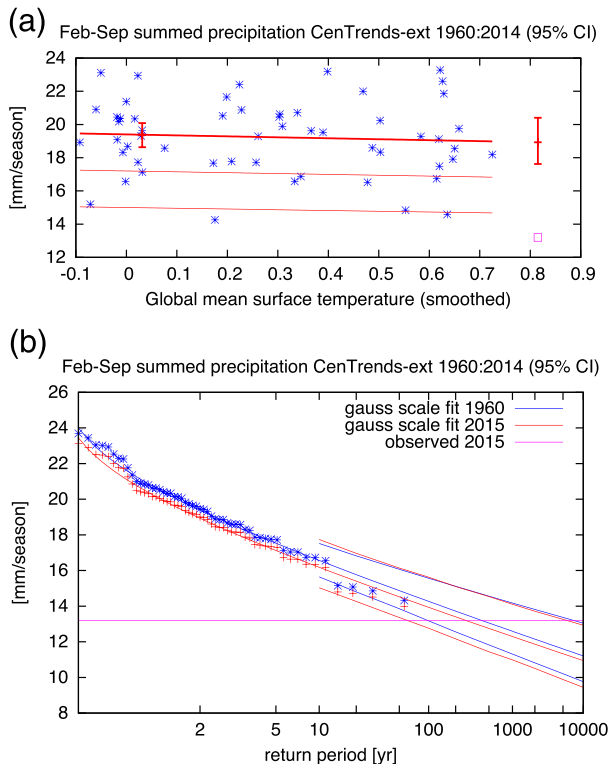 (a)
Feb-Sep summed precipitation CenTrends-ext 1960:2014 (95% CI)
24
22
20
18
16
14
12
[mm/season]
-0.1 0 0.1 0.2 0.3 0.4 0.5 0.6 0.7 0.8 0.9
Global mean surface temperature (smoothed)
(b)
Feb-Sep summed precipitation CenTrends-ext 1960:2014 (95% CI)
26
24
22
20
18
16
14
12
10
8
[mm/season]
gauss scale fit 1960
gauss scale fit 2015
observed 2015
2 5 10 100 1000 10000
return period [yr]